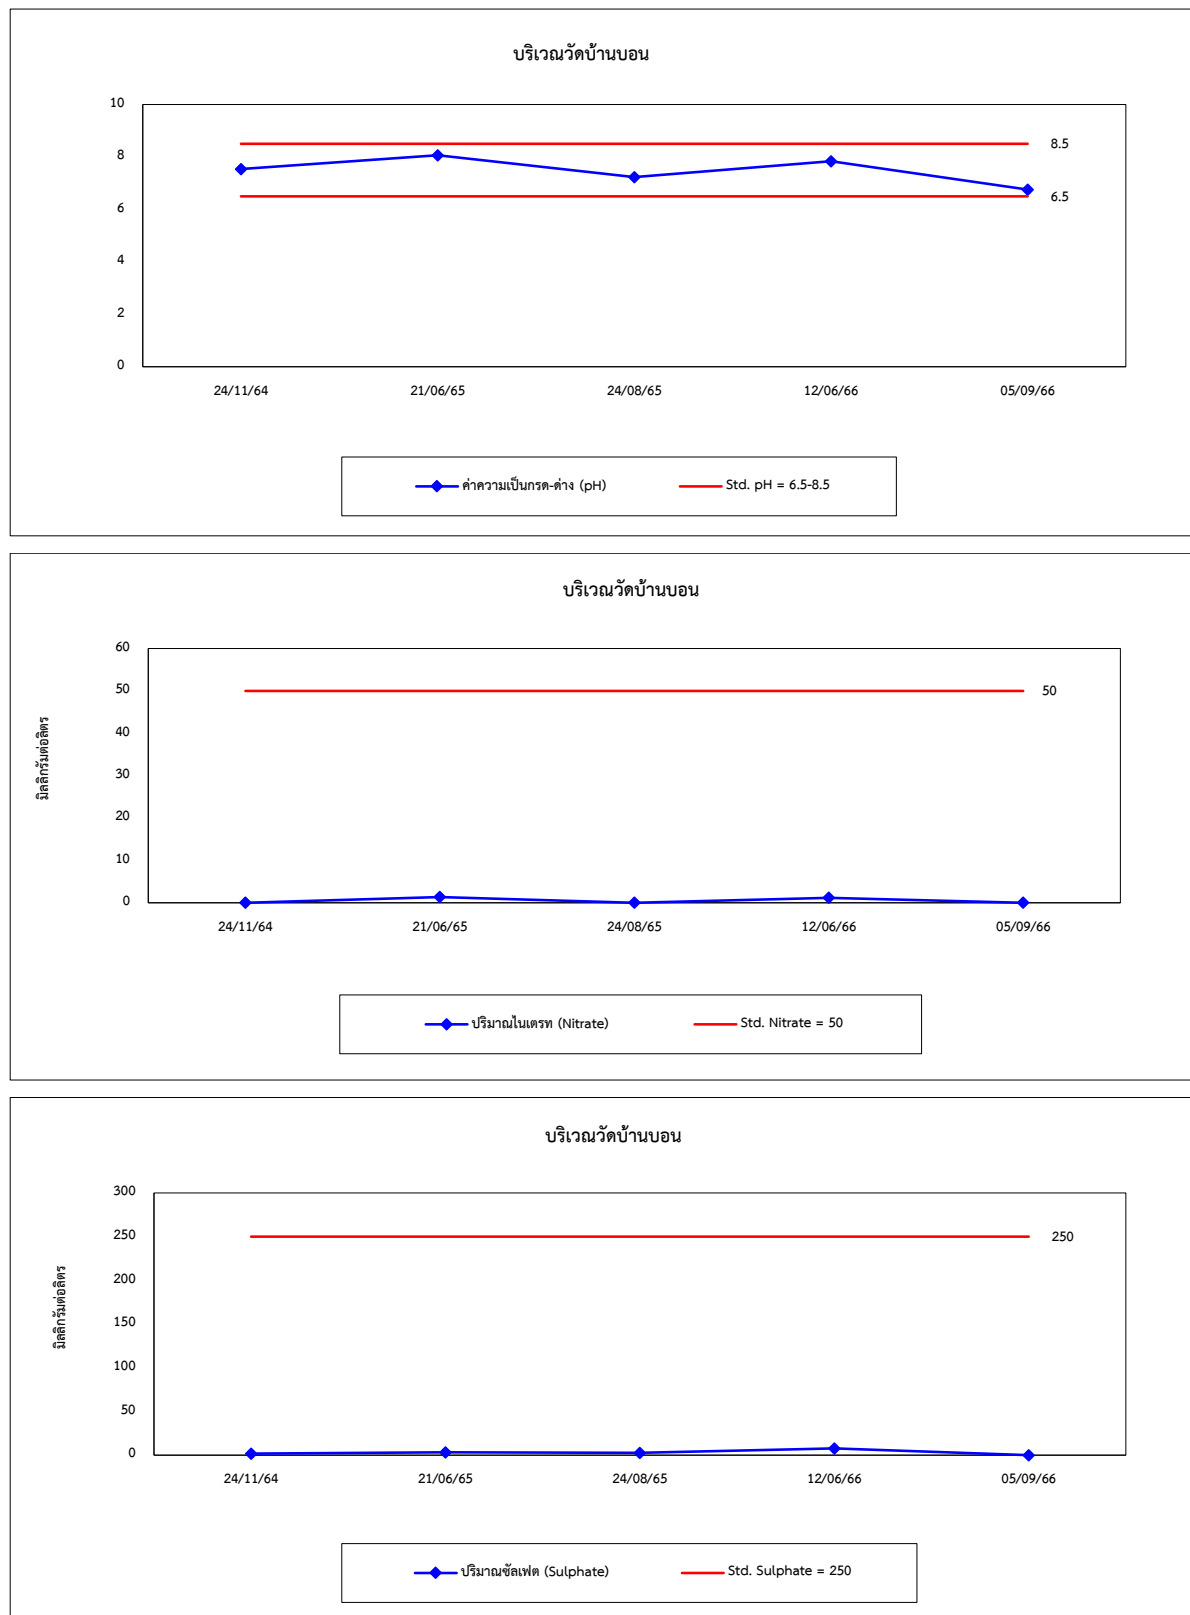 บริเวณวัดบ้านบอน
10
8
6
4
2
0
8.5
6.5
24/11/64 21/06/65 24/08/65 12/06/66 05/09/66
ค่าความเป็นกรด-ด่าง (pH) Std. pH = 6.5-8.5
บริเวณวัดบ้านบอน
มิลลิกรัมต่อลิตร
60
50
40
30
20
10
0
50
24/11/64 21/06/65 24/08/65 12/06/66 05/09/66
ปริมาณไนเตรท (Nitrate) Std. Nitrate = 50
บริเวณวัดบ้านบอน
มิลลิกรัมต่อลิตร
300
250
200
150
100
50
0
250
24/11/64 21/06/65 24/08/65 12/06/66 05/09/66
ปริมาณซัลเฟต (Sulphate) Std. Sulphate = 250